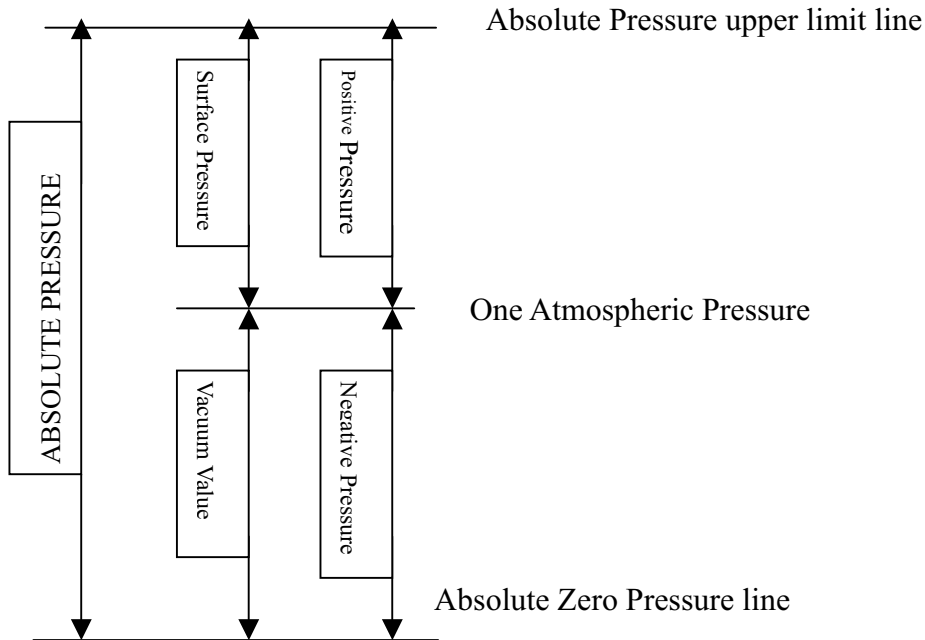 Absolute Pressure upper limit line
Surface Pressure
Positive Pressure
ABSOLUTE PRESSURE
One Atmospheric Pressure
Vacuum Value
Negative Pressure
Absolute Zero Pressure line